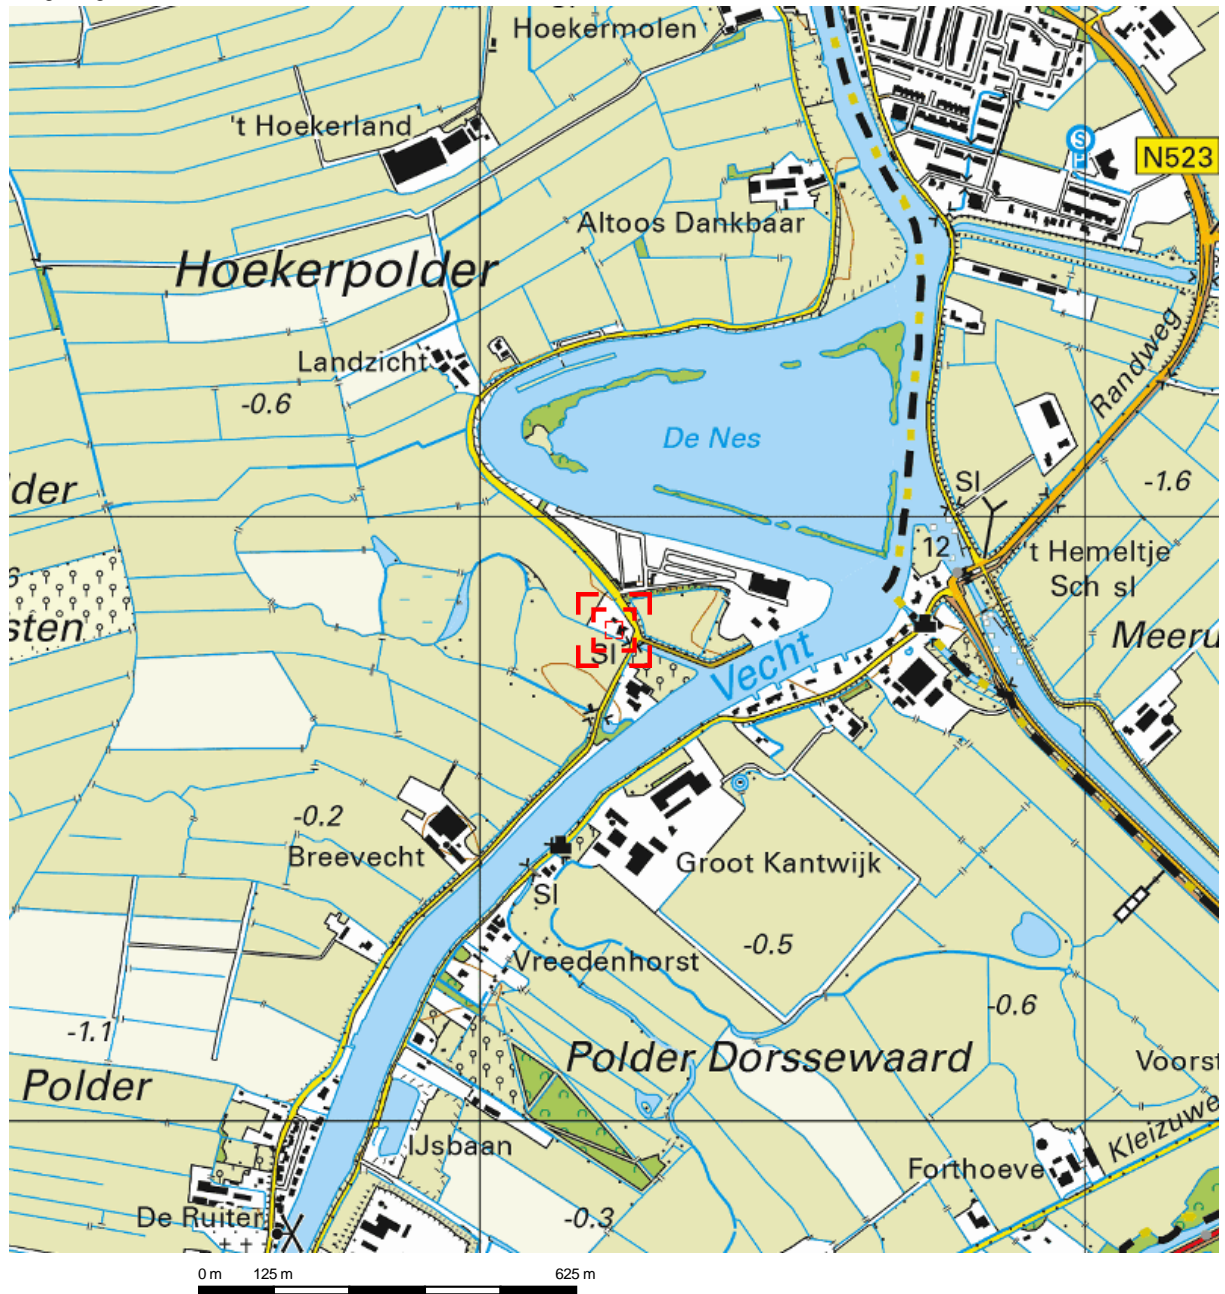 Hoekermolen
't Hoekerland
S
P
N523
Altoos Dankbaar
Hoekerpolder
Landzicht
Randweg
-0.6
De Nes
der
Sl
-1.6
12
't Hemeltje
Sch sl
sten
Meeru
Sl
Vecht
-0.2
Breevecht
Groot Kantwijk
Sl
-0.5
Vreedenhorst
-0.6
-1.1
Polder Dorssewaard
Voorst
Polder
Kleizuwe
IJsbaan
Forthoeve
De Ruiter
-0.3
0 m 125 m 625 m